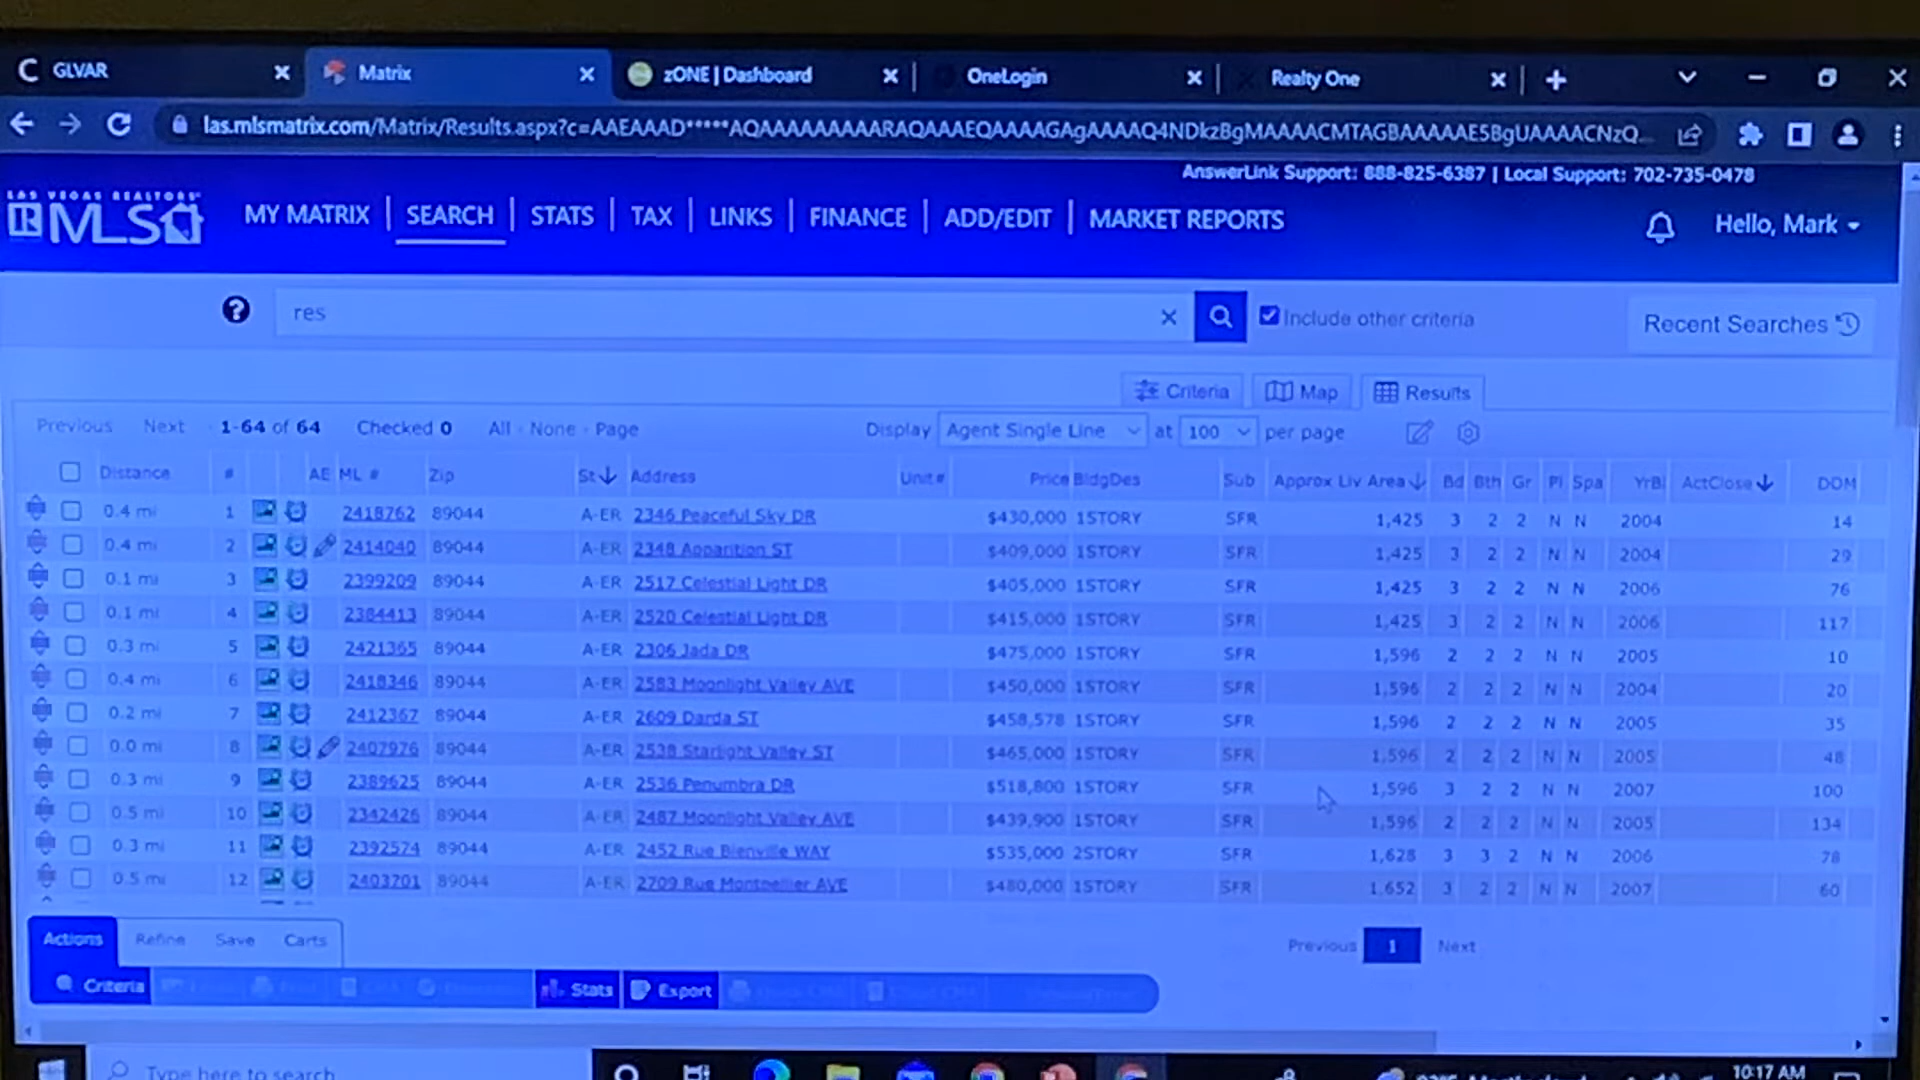 GLVAR
Matrix
zONE | Dashboard
OneLogin
Realty One
AnswerLink Support: 888-825-6387 | Local Support: 702-735-0478
LAS VEGAS REALTORS
MLS
MY MATRIX | SEARCH | STATS | TAX | LINKS | FINANCE | ADD/EDIT | MARKET REPORTS
Hello, Mark
res
Include other criteria
Recent Searches
Criteria Map Results
Previous Next · 1-64 of 64 Checked 0 All · None · Page Display Agent Single Line at 100 per page
Distance # AE ML # Zip St Address Unit# Price BldgDes Sub Approx Liv Area Bd Bth Gr Pl Spa YrB ActClose DOM
0.4 mi 1 2418762 89044 A-ER 2346 Peaceful Sky DR $430,000 1STORY SFR 1,425 3 2 2 N N 2004 14
0.4 mi 2 2414040 89044 A-ER 2348 Apparition ST $409,000 1STORY SFR 1,425 3 2 2 N N 2004 29
0.1 mi 3 2399209 89044 A-ER 2517 Celestial Light DR $405,000 1STORY SFR 1,425 3 2 2 N N 2006 76
0.1 mi 4 2384413 89044 A-ER 2520 Celestial Light DR $415,000 1STORY SFR 1,425 3 2 2 N N 2006 117
0.3 mi 5 2421365 89044 A-ER 2306 Jada DR $475,000 1STORY SFR 1,596 2 2 2 N N 2005 10
0.4 mi 6 2418346 89044 A-ER 2583 Moonlight Valley AVE $450,000 1STORY SFR 1,596 2 2 2 N N 2004 20
0.2 mi 7 2412367 89044 A-ER 2609 Darda ST $458,578 1STORY SFR 1,596 2 2 2 N N 2005 35
0.0 mi 8 2407976 89044 A-ER 2538 Starlight Valley ST $465,000 1STORY SFR 1,596 2 2 2 N N 2005 48
0.3 mi 9 2389625 89044 A-ER 2536 Penumbra DR $518,800 1STORY SFR 1,596 3 2 2 N N 2007 100
0.5 mi 10 2342426 89044 A-ER 2487 Moonlight Valley AVE $439,900 1STORY SFR 1,596 2 2 2 N N 2005 134
0.3 mi 11 2392574 89044 A-ER 2452 Rue Bienville WAY $535,000 2STORY SFR 1,628 3 3 2 N N 2006 78
0.5 mi 12 2403701 89044 A-ER 2709 Rue Montpellier AVE $480,000 1STORY SFR 1,652 3 2 2 N N 2007 60
Actions Refine Save Carts
Previous 1 Next
Criteria Stats Export
Type here to search
10:17 AM